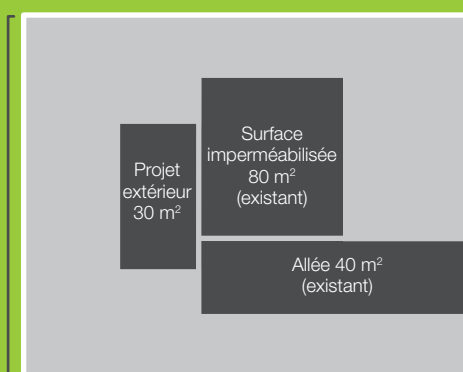 Surface
imperméabilisée
80 m²
(existant)
Projet
extérieur
30 m²
Allée 40 m²
(existant)